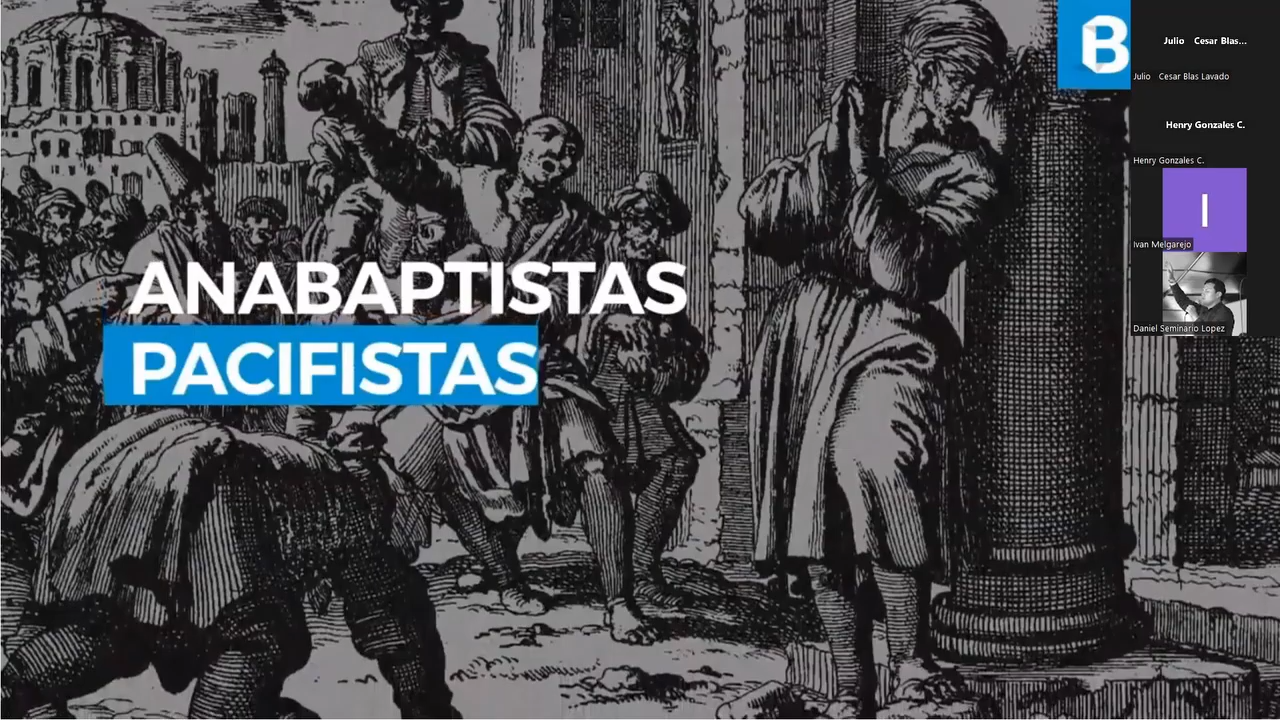 ANABAPTISTAS
PACIFISTAS
B
Julio Cesar Blas...
Julio Cesar Blas Lavado
Henry Gonzales C.
Henry Gonzales C.
I
Ivan Melgarejo
Daniel Seminario Lopez